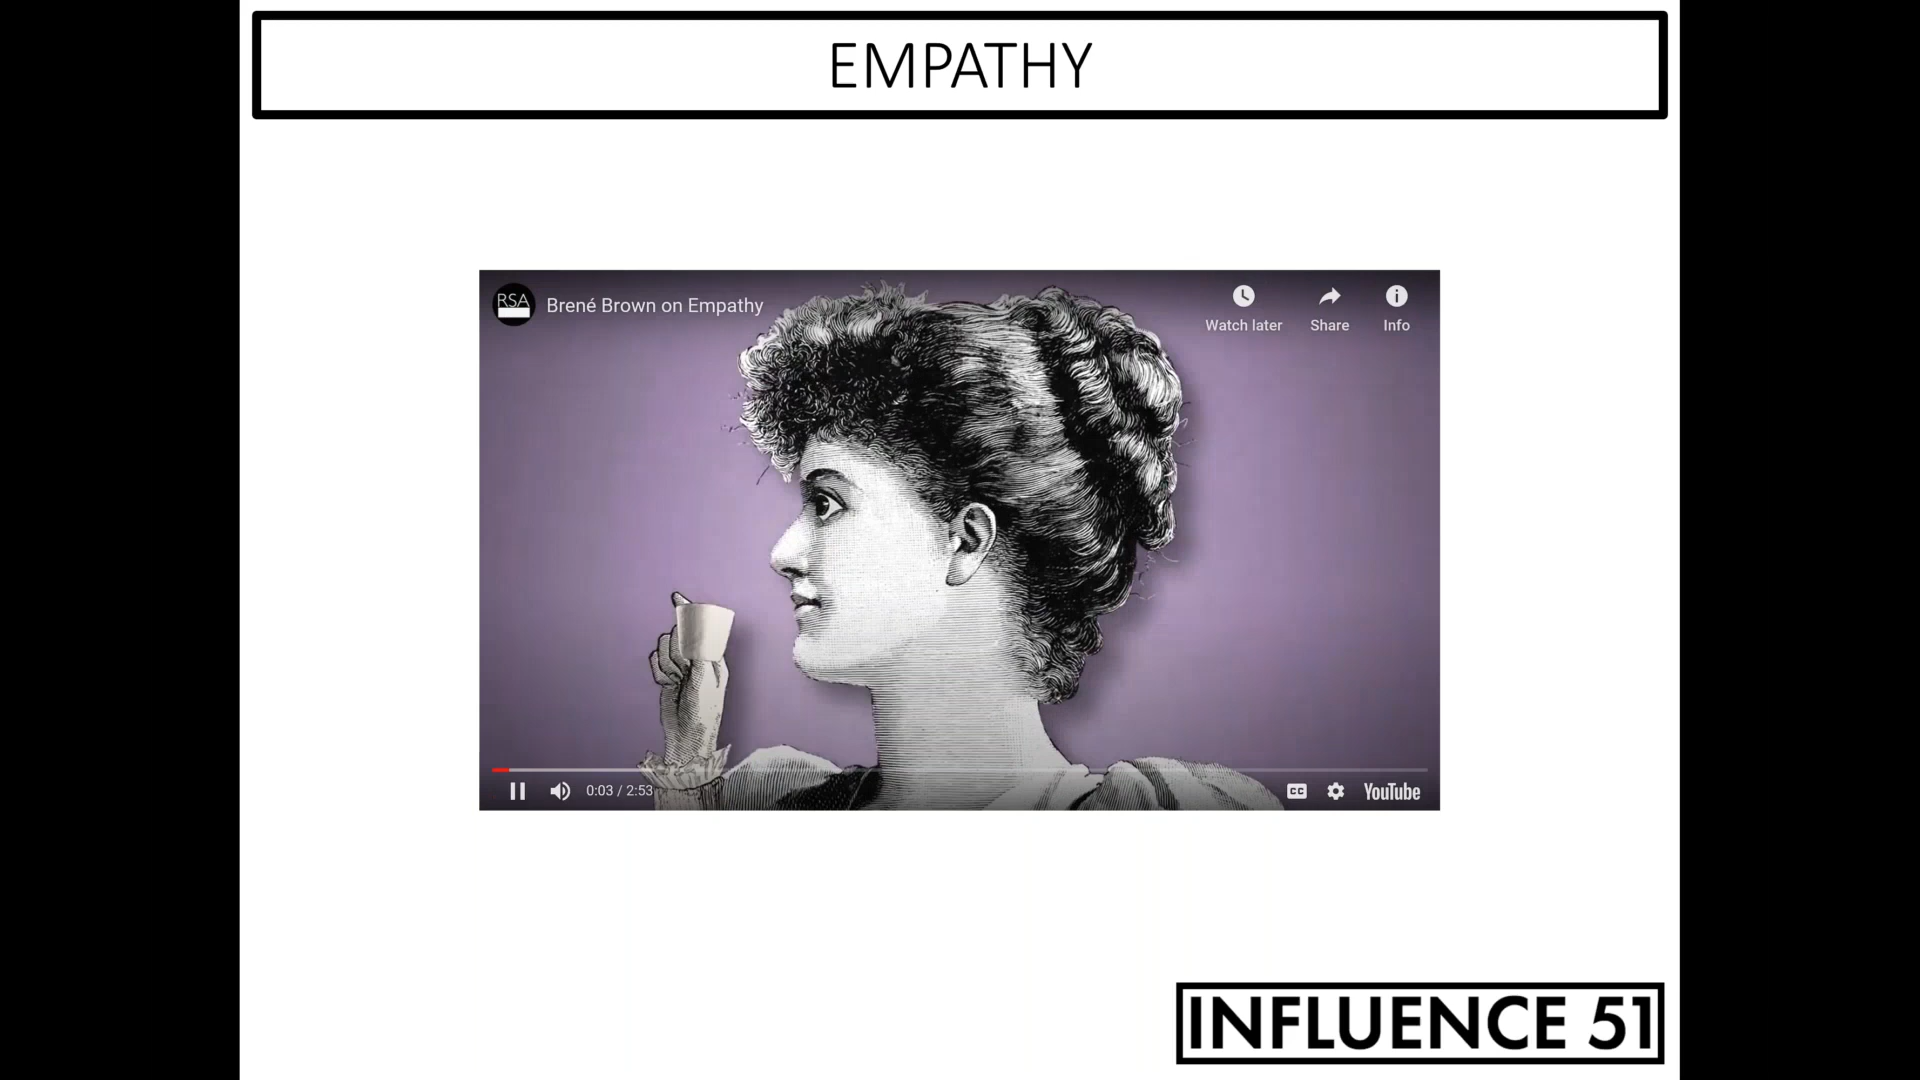 EMPATHY
RSA
Brené Brown on Empathy
Watch later
Share
Info
0:03 / 2:53
CC
YouTube
INFLUENCE 51